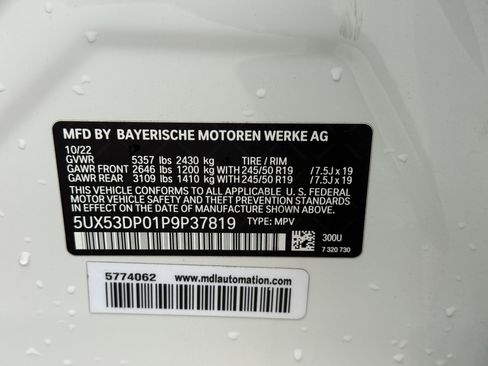 MFD BY BAYERISCHE MOTOREN WERKE AG
10/22
GVWR 5357 lbs 2430 kg TIRE / RIM
GAWR FRONT 2646 lbs 1200 kg WITH 245/50 R19 /7.5J x 19
GAWR REAR 3109 lbs 1410 kg WITH 245/50 R19 /7.5J x 19
THIS VEHICLE CONFORMS TO ALL APPLICABLE U. S. FEDERAL
MOTOR VEHICLE SAFETY AND THEFT PREVENTION STANDARDS
IN EFFECT ON THE DATE OF MANUFACTURE SHOWN ABOVE.
5UX53DP01P9P37819 TYPE: MPV
300U
7 320 730
5774062 www.mdlautomation.com